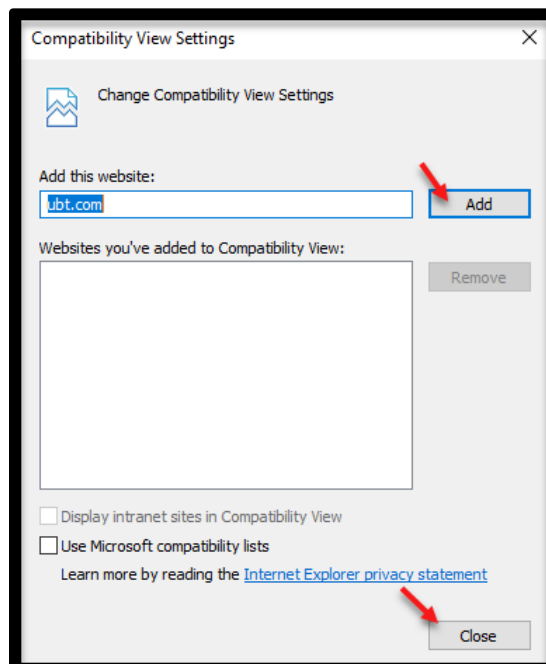 Compatibility View Settings
Change Compatibility View Settings
Add this website:
ubt.com
Add
Websites you've added to Compatibility View:
Remove
Display intranet sites in Compatibility View
Use Microsoft compatibility lists
Learn more by reading the Internet Explorer privacy statement
Close